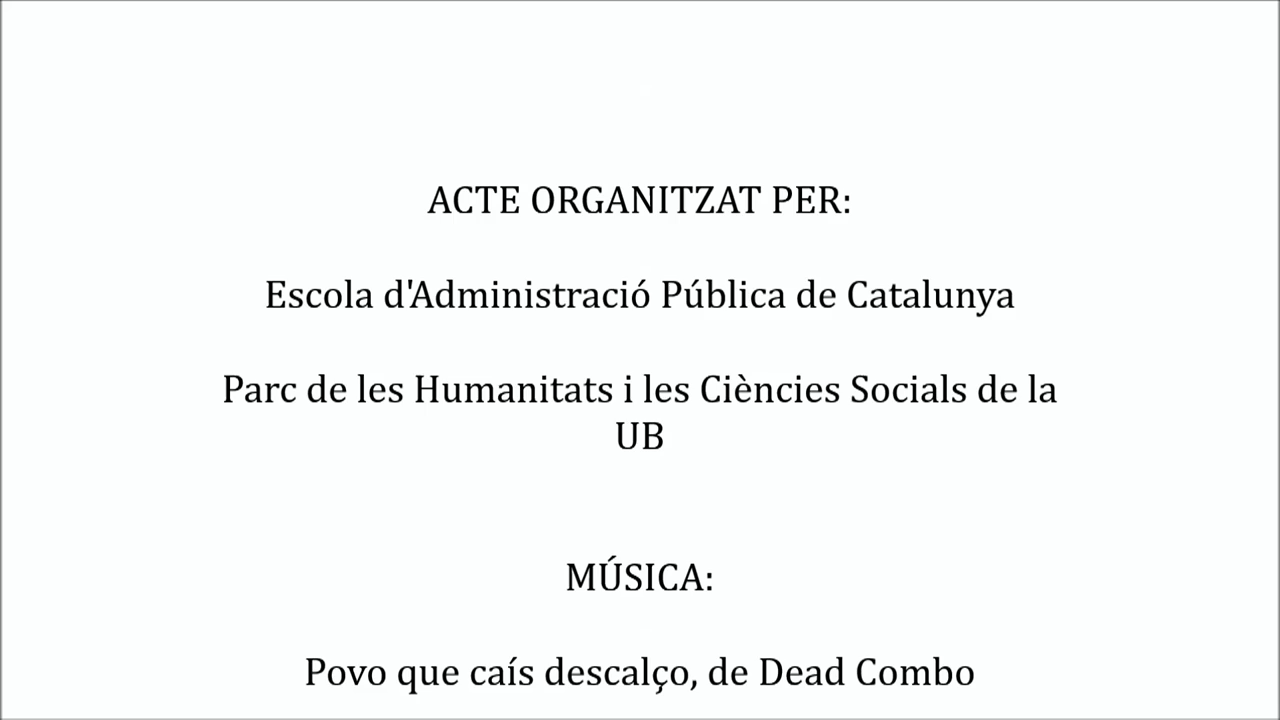 ACTE ORGANITZAT PER:
Escola d'Administració Pública de Catalunya
Parc de les Humanitats i les Ciències Socials de la
UB
MÚSICA:
Povo que caís descalço, de Dead Combo